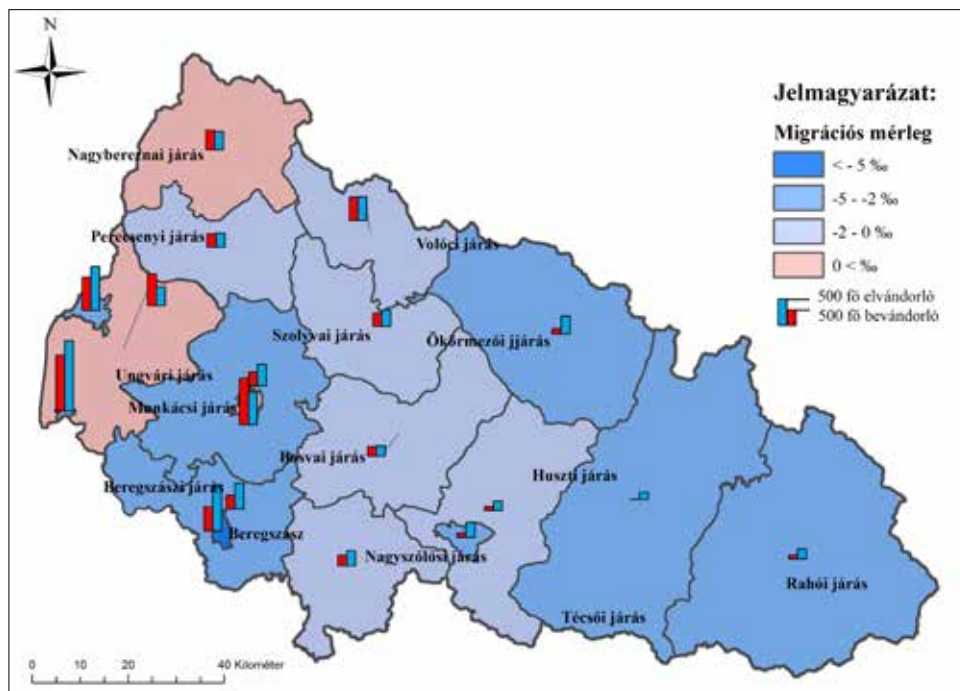 N
Jelmagyarázat:
Migrációs mérleg
< - 5 ‰
-5 - -2 ‰
-2 - 0 ‰
0 < ‰
500 fő elvándorló
500 fő bevándorló
Nagybereznai járás
Perecsenyi járás
Volóci járás
Szolyvai járás
Ökörmezői jjárás
Ungvári járás
Munkácsi járás
Ilosvai járás
Huszti járás
Beregszászi járás
Beregszász
Nagyszőlősi járás
Técsői járás
Rahói járás
0 10 20 40 Kilométer